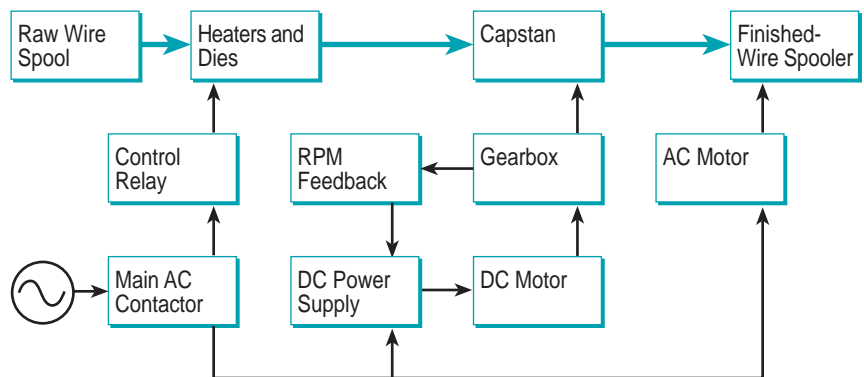 Raw Wire
Spool
Heaters and
Dies
Capstan
Finished-
Wire Spooler
Control
Relay
RPM
Feedback
Gearbox
AC Motor
Main AC
Contactor
DC Power
Supply
DC Motor